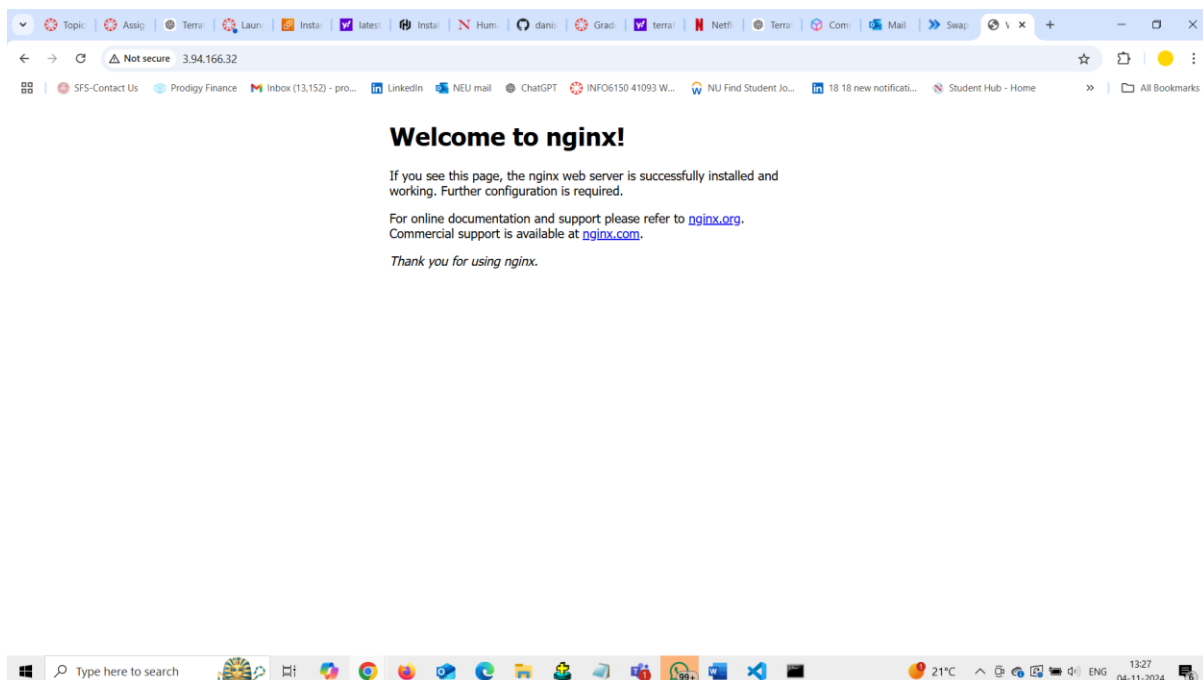 Topic
Assig
Terra
Laun
Insta
latest
Insta
Hum
danis
Grad
terraf
Netfl
Terra
Com
Mail
Swap
Not secure 3.94.166.32
SFS-Contact Us
Prodigy Finance
Inbox (13,152) - pro...
LinkedIn
NEU mail
ChatGPT
INFO6150 41093 W...
NU Find Student Jo...
18 18 new notificati...
Student Hub - Home
»
All Bookmarks
Welcome to nginx!
If you see this page, the nginx web server is successfully installed and
working. Further configuration is required.
For online documentation and support please refer to nginx.org.
Commercial support is available at nginx.com.
Thank you for using nginx.
Type here to search
99+
21°C
ENG
13:27
04-11-2024